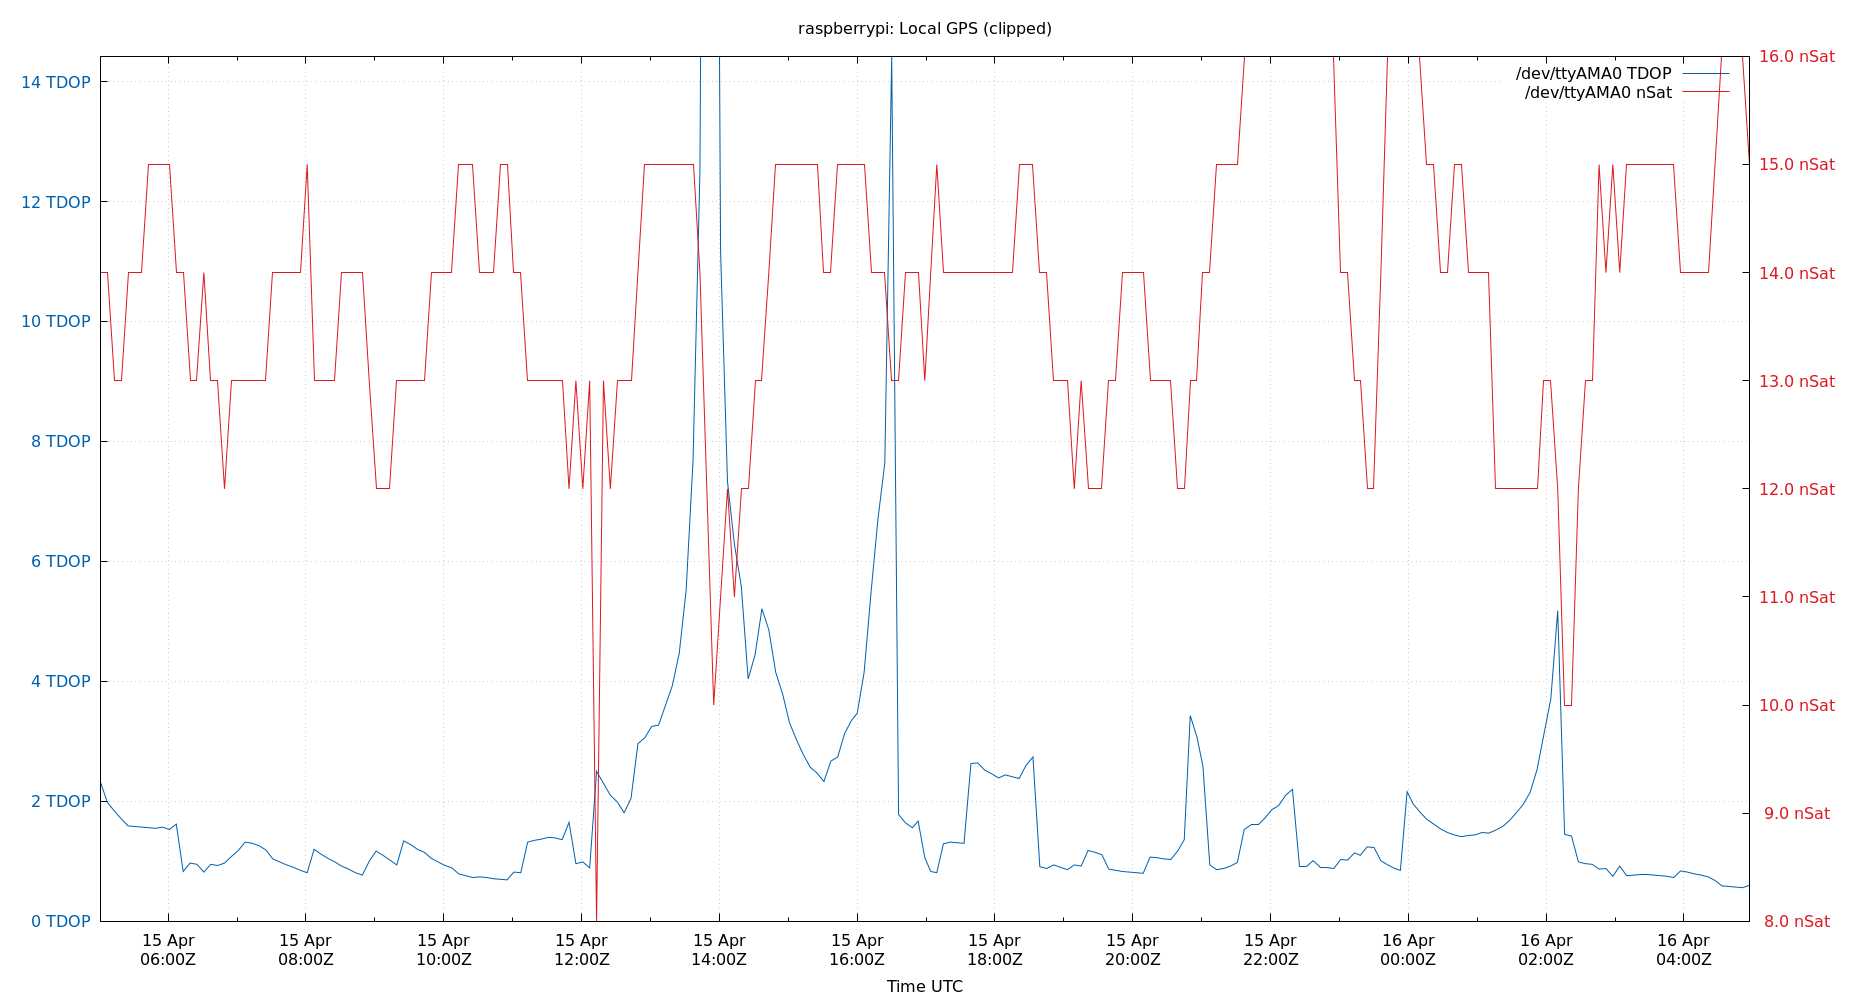 raspberrypi: Local GPS (clipped)
/dev/ttyAMA0 TDOP
/dev/ttyAMA0 nSat
14 TDOP
12 TDOP
10 TDOP
8 TDOP
6 TDOP
4 TDOP
2 TDOP
0 TDOP
16.0 nSat
15.0 nSat
14.0 nSat
13.0 nSat
12.0 nSat
11.0 nSat
10.0 nSat
9.0 nSat
8.0 nSat
15 Apr
06:00Z
15 Apr
08:00Z
15 Apr
10:00Z
15 Apr
12:00Z
15 Apr
14:00Z
15 Apr
16:00Z
15 Apr
18:00Z
15 Apr
20:00Z
15 Apr
22:00Z
16 Apr
00:00Z
16 Apr
02:00Z
16 Apr
04:00Z
Time UTC